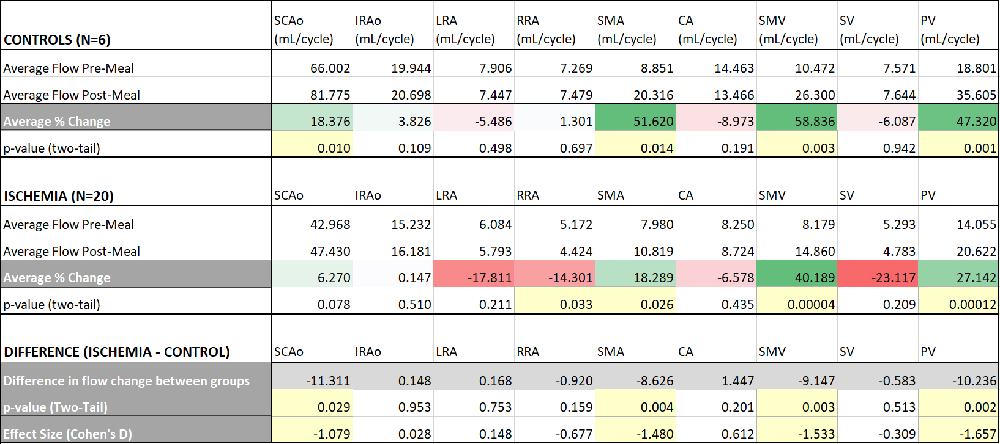 SCAo IRAo LRA RRA SMA CA SMV SV PV
CONTROLS (N=6) (mL/cycle) (mL/cycle) (mL/cycle) (mL/cycle) (mL/cycle) (mL/cycle) (mL/cycle) (mL/cycle) (mL/cycle)
Average Flow Pre-Meal 66.002 19.944 7.906 7.269 8.851 14.463 10.472 7.571 18.801
Average Flow Post-Meal 81.775 20.698 7.447 7.479 20.316 13.466 26.300 7.644 35.605
Average % Change 18.376 3.826 -5.486 1.301 51.620 -8.973 58.836 -6.087 47.320
p-value (two-tail) 0.010 0.109 0.498 0.697 0.014 0.191 0.003 0.942 0.001
ISCHEMIA (N=20) SCAo IRAo LRA RRA SMA CA SMV SV PV
Average Flow Pre-Meal 42.968 15.232 6.084 5.172 7.980 8.250 8.179 5.293 14.055
Average Flow Post-Meal 47.430 16.181 5.793 4.424 10.819 8.724 14.860 4.783 20.622
Average % Change 6.270 0.147 -17.811 -14.301 18.289 -6.578 40.189 -23.117 27.142
p-value (two-tail) 0.078 0.510 0.211 0.033 0.026 0.435 0.00004 0.209 0.00012
DIFFERENCE (ISCHEMIA - CONTROL) SCAo IRAo LRA RRA SMA CA SMV SV PV
Difference in flow change between groups -11.311 0.148 0.168 -0.920 -8.626 1.447 -9.147 -0.583 -10.236
p-value (Two-Tail) 0.029 0.953 0.753 0.159 0.004 0.201 0.003 0.513 0.002
Effect Size (Cohen's D) -1.079 0.028 0.148 -0.677 -1.480 0.612 -1.533 -0.309 -1.657